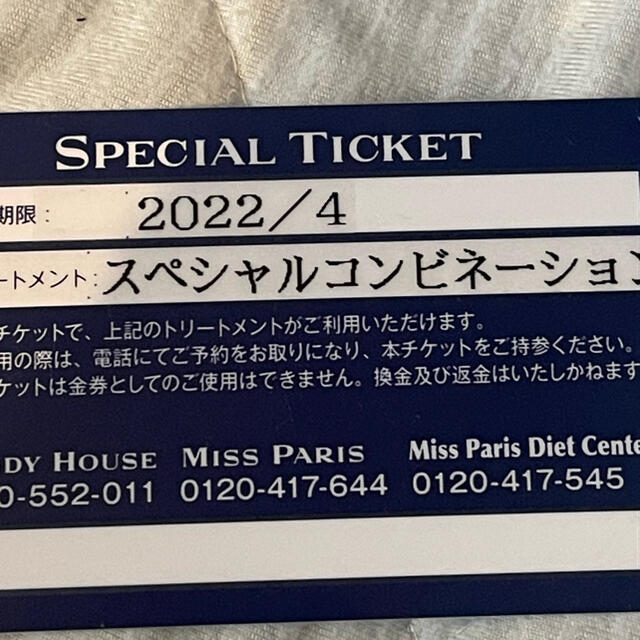 SPECIAL TICKET
期限: 2022/4
ートメント: スペシャルコンビネーション
チケットで、上記のトリートメントがご利用いただけます。
用の際は、電話にてご予約をお取りになり、本チケットをご持参ください。
ケットは金券としてのご使用はできません。換金及び返金はいたしかねます
DY HOUSE MISS PARIS Miss Paris Diet Cente
0-552-011 0120-417-644 0120-417-545